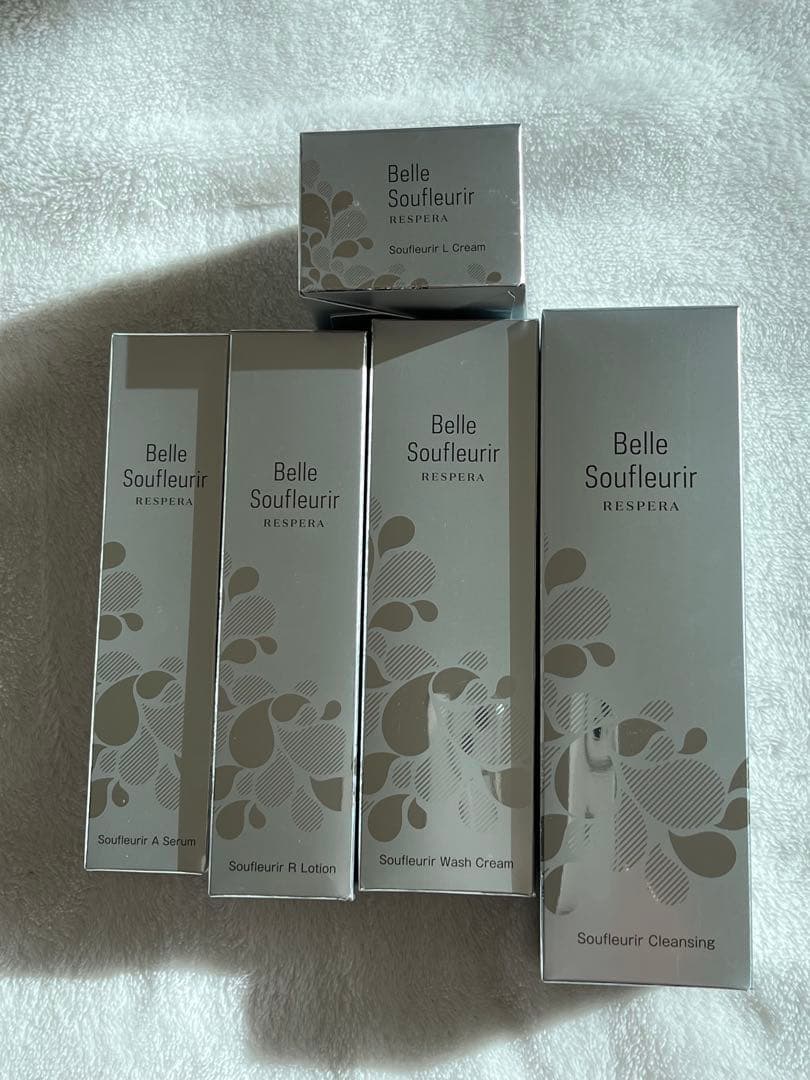 Belle
Soufleurir
RESPERA
Soufleurir L Cream
Belle
Soufleurir
RESPERA
Soufleurir A Serum
Belle
Soufleurir
RESPERA
Soufleurir R Lotion
Belle
Soufleurir
RESPERA
Soufleurir Wash Cream
Belle
Soufleurir
RESPERA
Soufleurir Cleansing